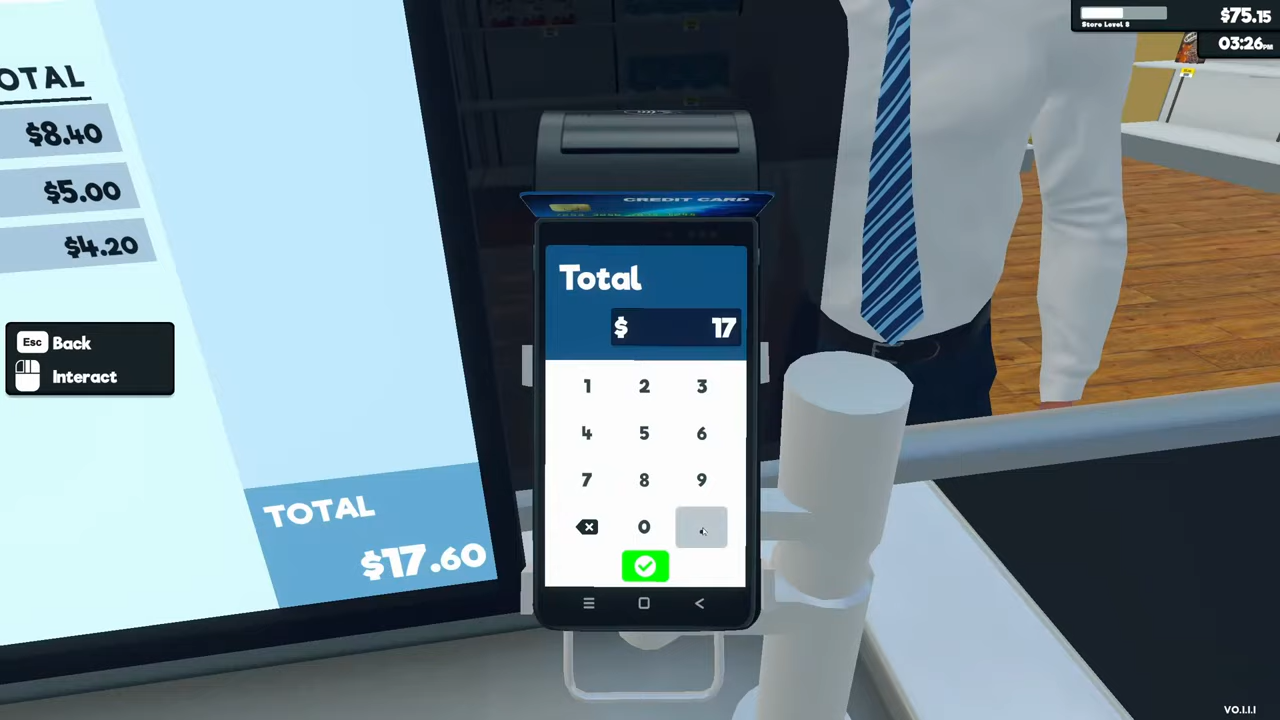 OTAL
$8.40
$5.00
$4.20
Esc Back
Interact
TOTAL
$17.60
CREDIT CARD
Total
$ 17
1 2 3
4 5 6
7 8 9
0 .
$75.15
Store Level 8
03:26PM
V0.1.1.1